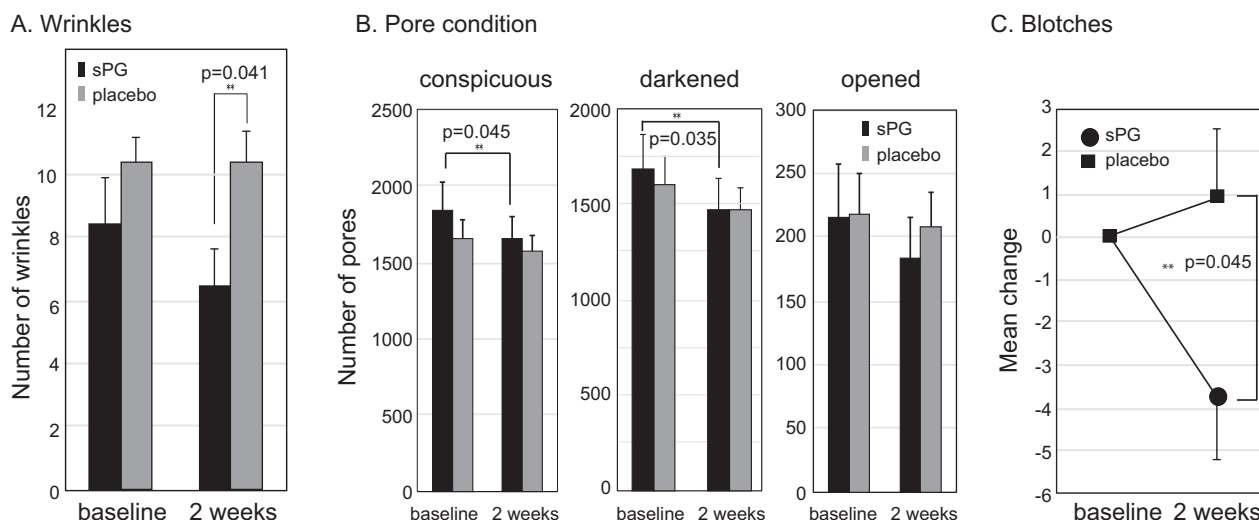 A. Wrinkles
Number of wrinkles
12
10
8
6
4
2
0
sPG
placebo
p=0.041
**
baseline 2 weeks
B. Pore condition
Number of pores
conspicuous
2500
2000
1500
1000
500
0
p=0.045
**
baseline 2 weeks
darkened
2000
1500
1000
500
0
**
p=0.035
baseline 2 weeks
opened
300
250
200
150
100
50
0
sPG
placebo
baseline 2 weeks
C. Blotches
Mean change
3
2
1
0
-1
-2
-3
-4
-5
-6
sPG
placebo
** p=0.045
baseline 2 weeks